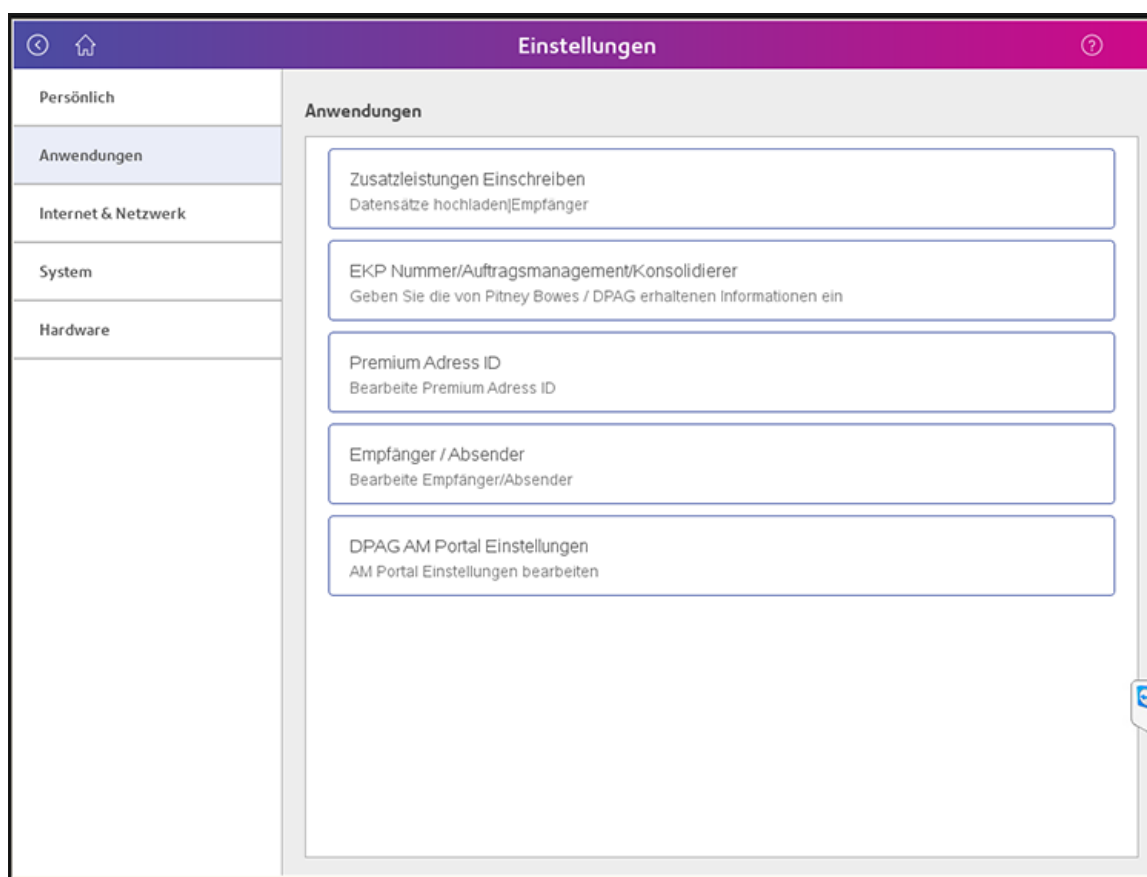 Einstellungen
Persönlich
Anwendungen
Internet & Netzwerk
System
Hardware
Anwendungen
Zusatzleistungen Einschreiben
Datensätze hochladen|Empfänger
EKP Nummer/Auftragsmanagement/Konsolidierer
Geben Sie die von Pitney Bowes / DPAG erhaltenen Informationen ein
Premium Adress ID
Bearbeite Premium Adress ID
Empfänger / Absender
Bearbeite Empfänger/Absender
DPAG AM Portal Einstellungen
AM Portal Einstellungen bearbeiten